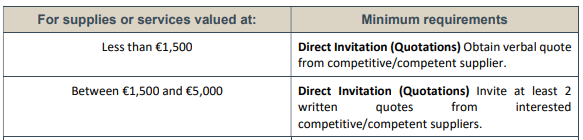 For supplies or services valued at:
Minimum requirements
Less than €1,500
Direct Invitation (Quotations) Obtain verbal quote
from competitive/competent supplier.
Between €1,500 and €5,000
Direct Invitation (Quotations) Invite at least 2
written quotes from interested
competitive/competent suppliers.